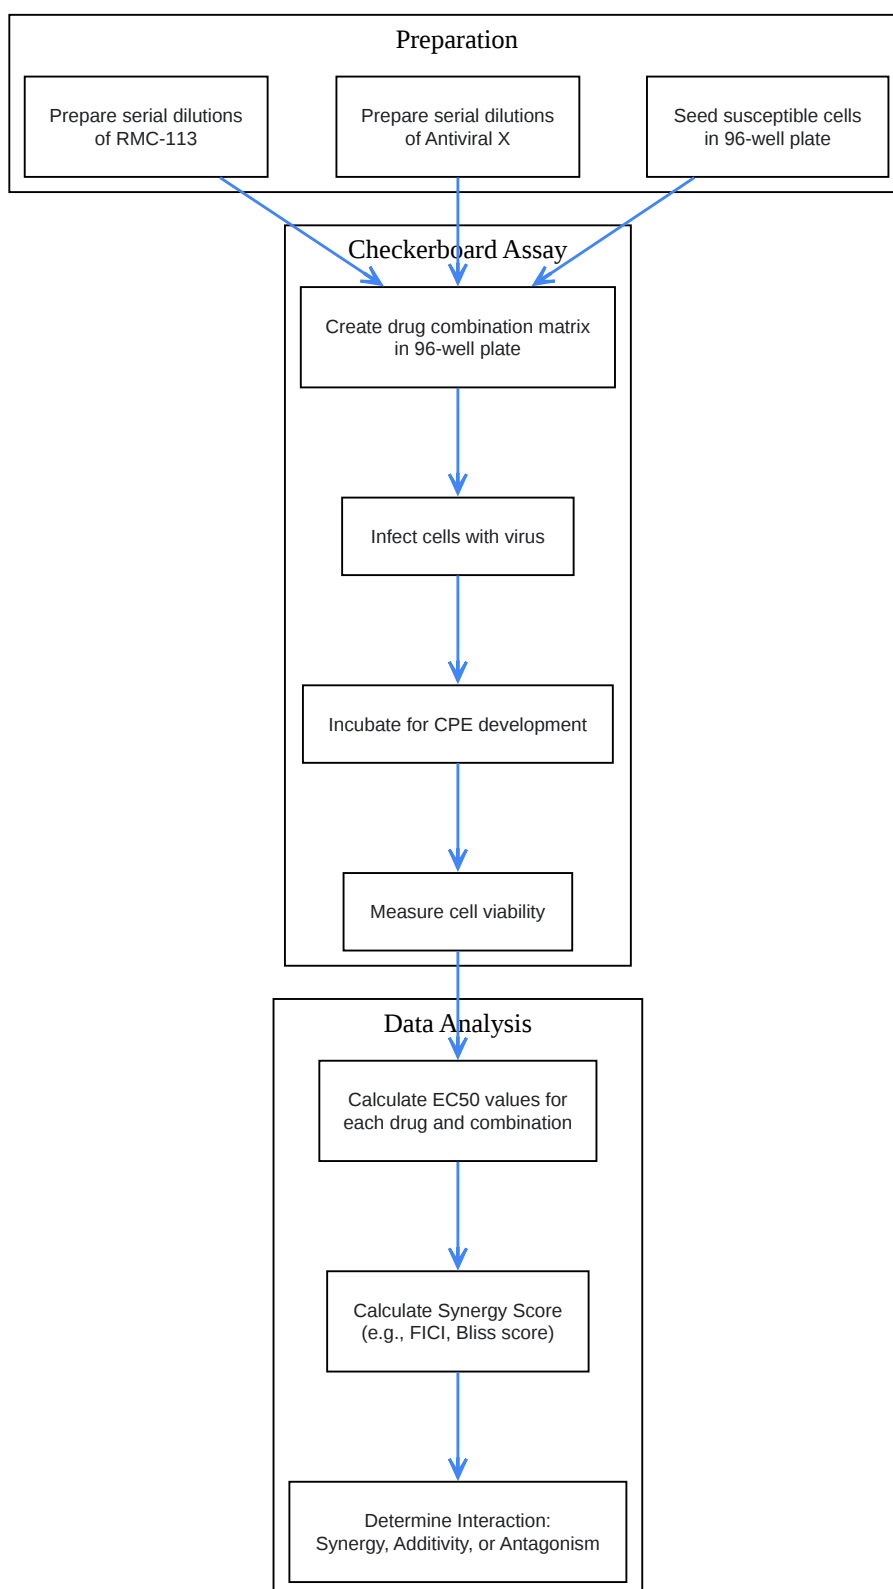 Preparation
Prepare serial dilutions
of RMC-113
Prepare serial dilutions
of Antiviral X
Seed susceptible cells
in 96-well plate
Checkerboard Assay
Create drug combination matrix
in 96-well plate
Infect cells with virus
Incubate for CPE development
Measure cell viability
Data Analysis
Calculate EC50 values for
each drug and combination
Calculate Synergy Score
(e.g., FICI, Bliss score)
Determine Interaction:
Synergy, Additivity, or Antagonism